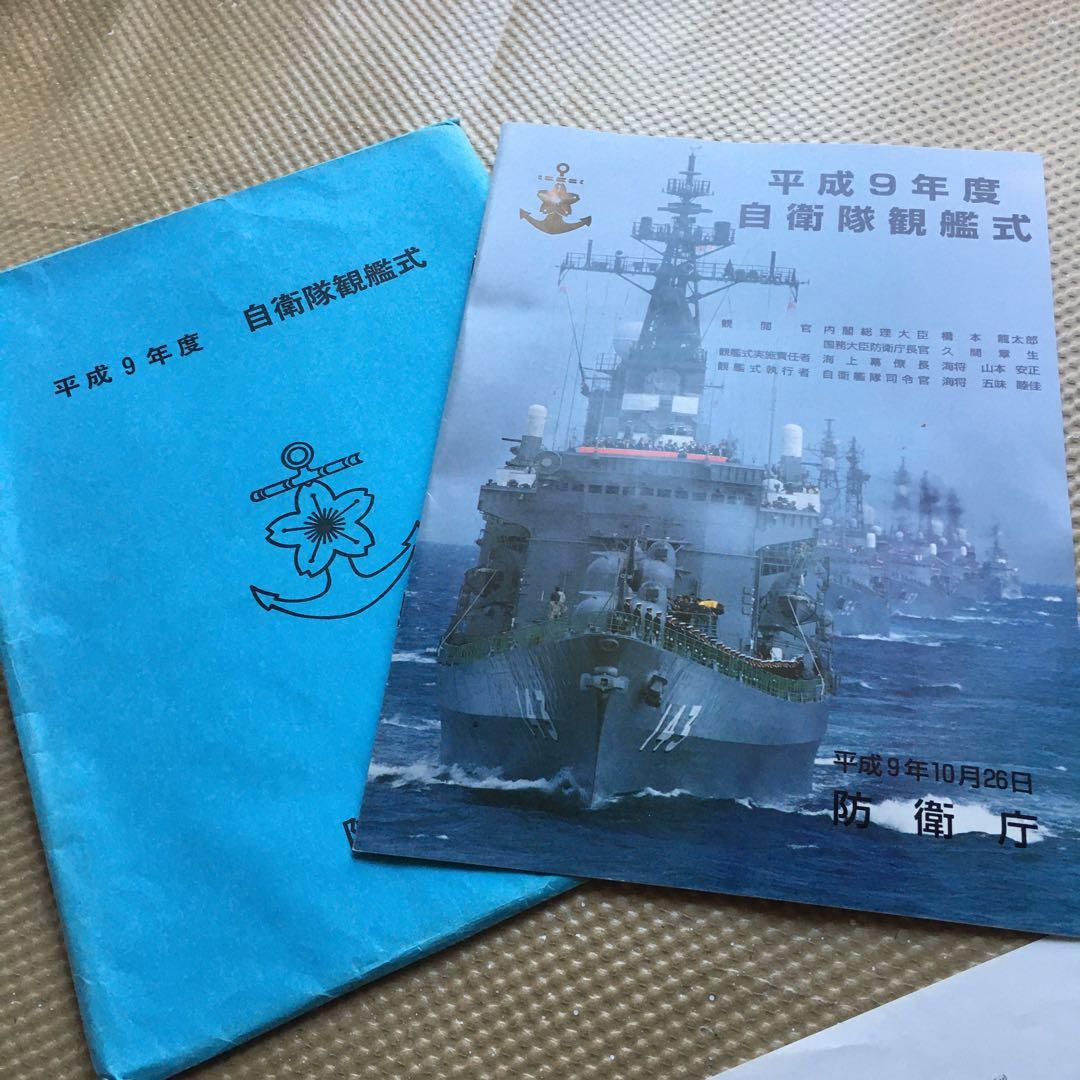 平成9年度 自衛隊観艦式
平成9年度
自衛隊観艦式
観閲官 内閣総理大臣 橋本 龍太郎
国務大臣防衛庁長官 久間 章生
観艦式実施責任者 海上幕僚長 海将 山本 安正
観艦式執行者 自衛艦隊司令官 海将 五味 睦佳
143
143
平成9年10月26日
防衛庁